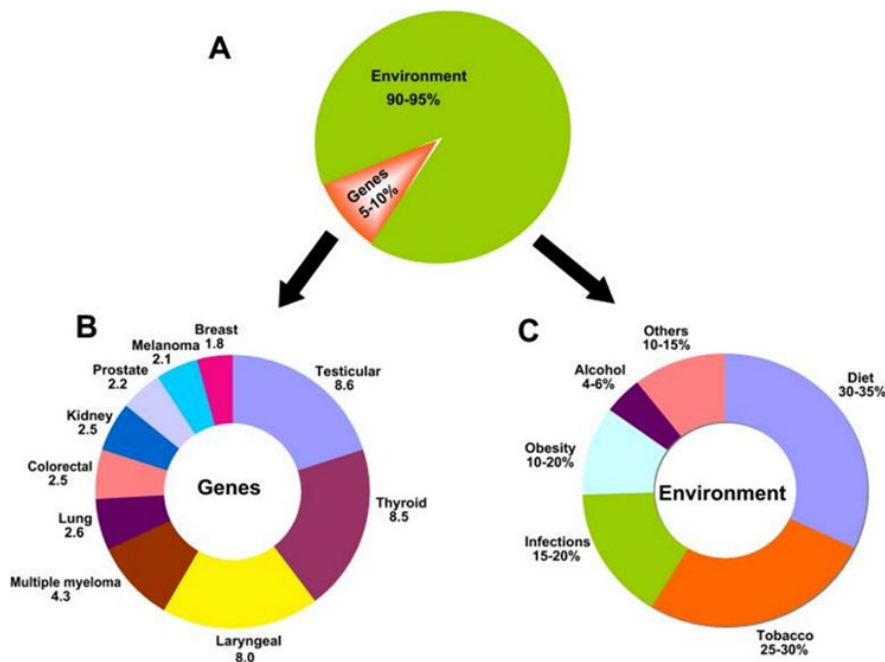 A
Environment
90-95%
Genes
5-10%
B
Breast
1.8
Melanoma
2.1
Prostate
2.2
Kidney
2.5
Colorectal
2.5
Lung
2.6
Multiple myeloma
4.3
Laryngeal
8.0
Thyroid
8.5
Testicular
8.6
Genes
C
Others
10-15%
Alcohol
4-6%
Obesity
10-20%
Infections
15-20%
Tobacco
25-30%
Diet
30-35%
Environment